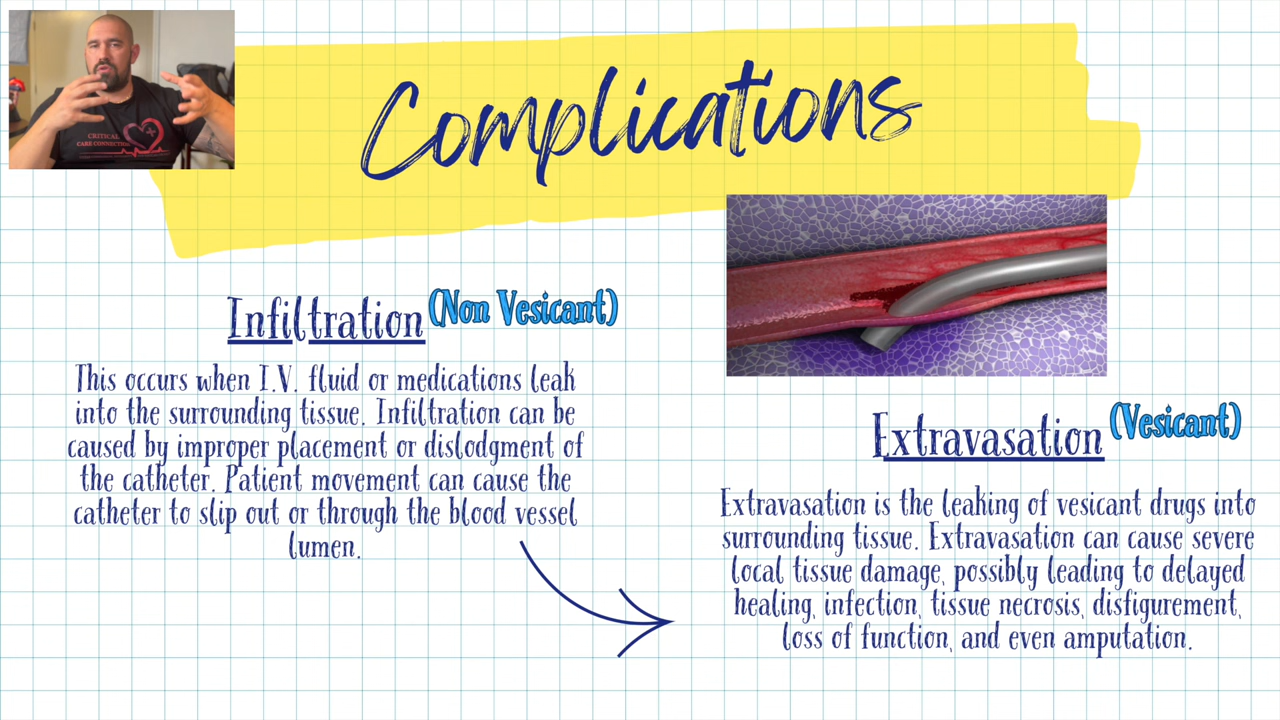 CRITICAL
CARE CONNECTION
Complications
Infiltration (Non Vesicant)
This occurs when I.V. fluid or medications leak
into the surrounding tissue. Infiltration can be
caused by improper placement or dislodgment of
the catheter. Patient movement can cause the
catheter to slip out or through the blood vessel
lumen.
Extravasation (Vesicant)
Extravasation is the leaking of vesicant drugs into
surrounding tissue. Extravasation can cause severe
local tissue damage, possibly leading to delayed
healing, infection, tissue necrosis, disfigurement,
loss of function, and even amputation.